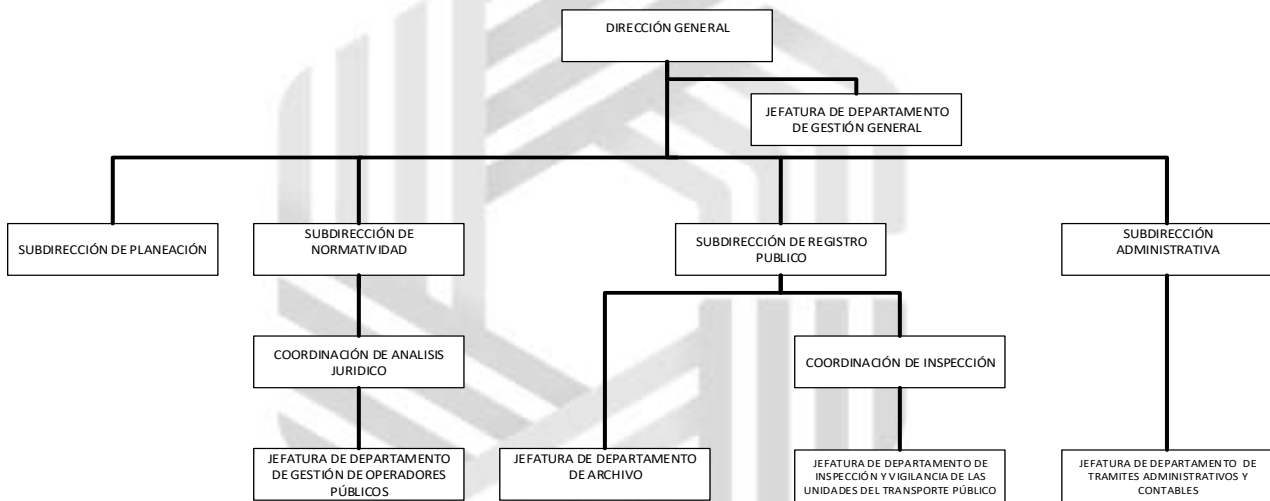 DIRECCIÓN GENERAL
JEFATURA DE DEPARTAMENTO
DE GESTIÓN GENERAL
SUBDIRECCIÓN DE PLANEACIÓN
SUBDIRECCIÓN DE
NORMATIVIDAD
SUBDIRECCIÓN DE REGISTRO
PUBLICO
SUBDIRECCIÓN
ADMINISTRATIVA
COORDINACIÓN DE ANALISIS
JURIDICO
COORDINACIÓN DE INSPECCIÓN
JEFATURA DE DEPARTAMENTO
DE GESTIÓN DE OPERADORES
PÚBLICOS
JEFATURA DE DEPARTAMENTO
DE ARCHIVO
JEFATURA DE DEPARTAMENTO DE
INSPECCIÓN Y VIGILANCIA DE LAS
UNIDADES DEL TRANSPORTE PÚBLICO
JEFATURA DE DEPARTAMENTO DE
TRAMITES ADMINISTRATIVOS Y
CONTABLES